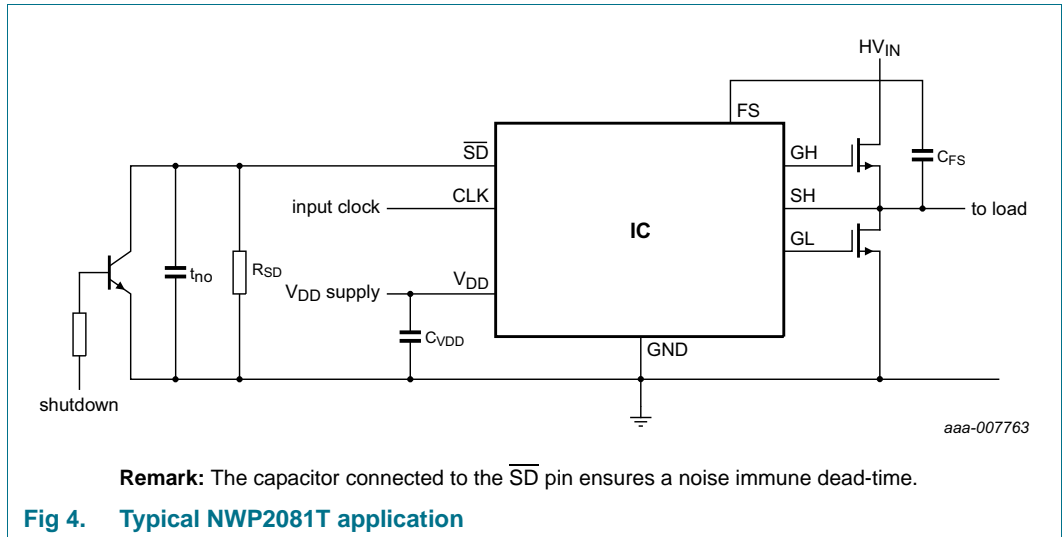 HVIN
FS
SD
GH
CFS
input clock
CLK
SH
to load
IC
GL
tno
RSD
VDD supply
VDD
CVDD
GND
shutdown
aaa-007763
Remark: The capacitor connected to the SD pin ensures a noise immune dead-time.
Fig 4. Typical NWP2081T application